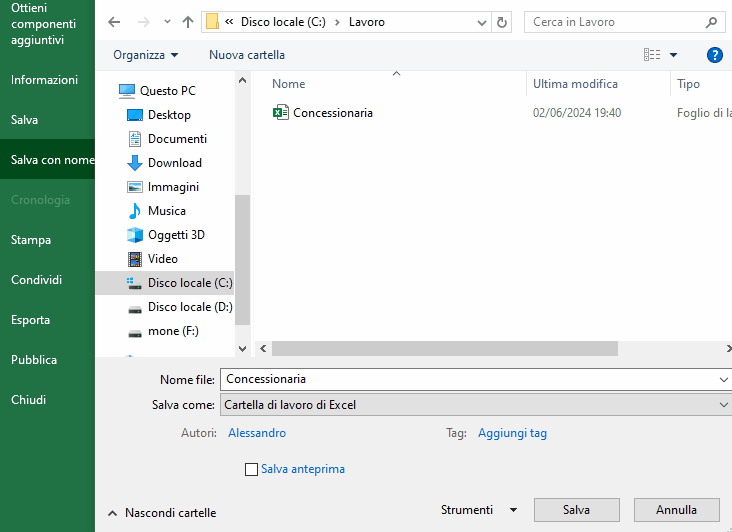 Ottieni
componenti
aggiuntivi
Informazioni
Salva
Salva con nome
Cronologia
Stampa
Condividi
Esporta
Pubblica
Chiudi
« Disco locale (C:) › Lavoro
Cerca in Lavoro
Organizza
Nuova cartella
?
Questo PC
Desktop
Documenti
Download
Immagini
Musica
Oggetti 3D
Video
Disco locale (C:)
Disco locale (D:)
mone (F:)
Nome Ultima modifica Tipo
Concessionaria 02/06/2024 19:40 Foglio di la
Nome file: Concessionaria
Salva come: Cartella di lavoro di Excel
Autori: Alessandro Tag: Aggiungi tag
Salva anteprima
Nascondi cartelle Strumenti Salva Annulla